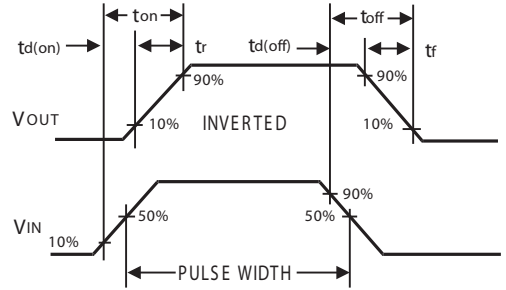 ton toff
td(on) tr td(off) tf
90% 90%
VOUT 10% INVERTED 10%
90%
50% 50%
VIN 10%
PULSE WIDTH